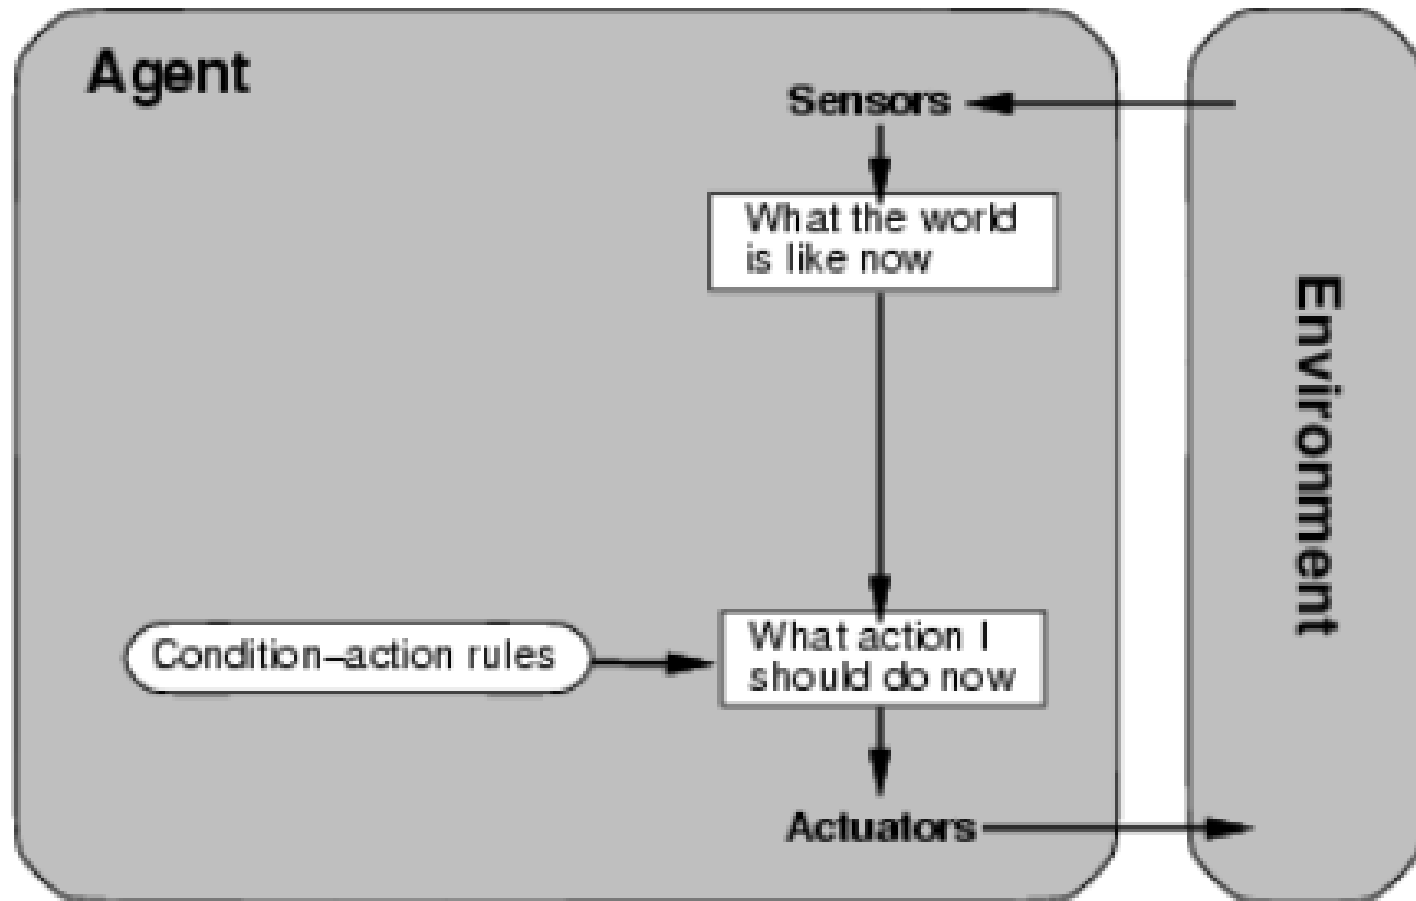 Agent
Sensors
What the world
is like now
Environment
Condition–action rules
What action I
should do now
Actuators